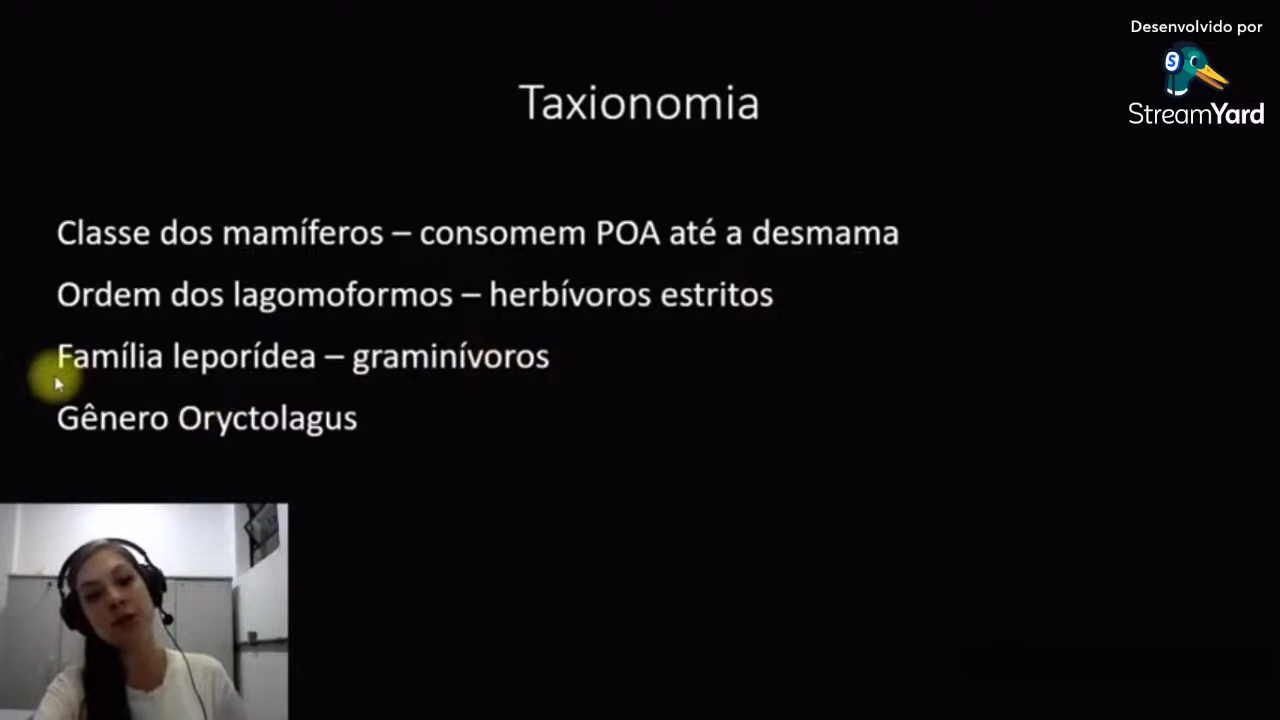 Desenvolvido por
StreamYard
Taxionomia
Classe dos mamíferos – consomem POA até a desmama
Ordem dos lagomoformos – herbívoros estritos
Família leporídea – graminívoros
Gênero Oryctolagus